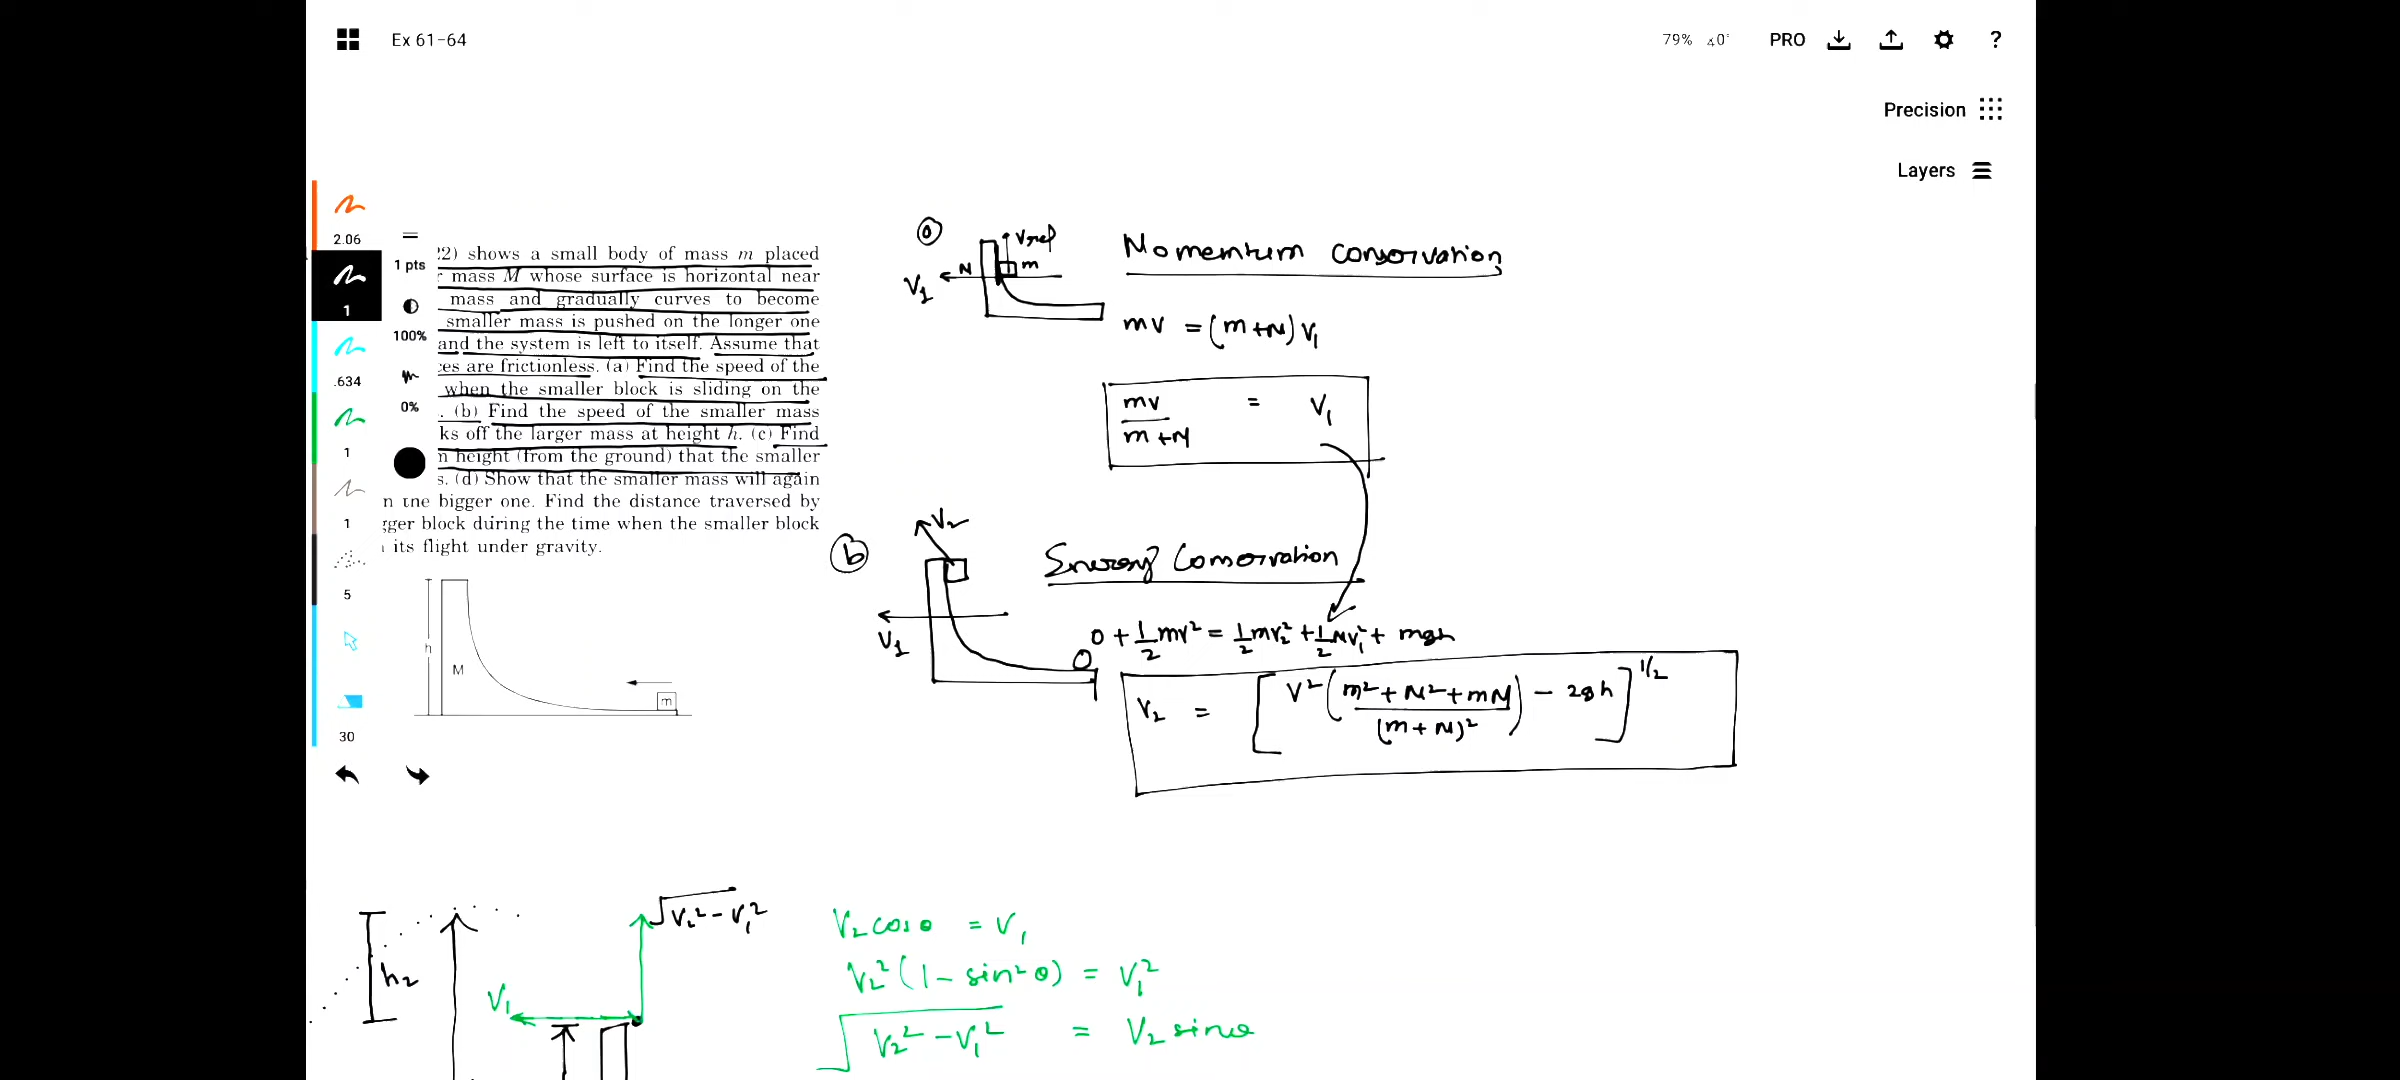 Ex 61-64
79% ⊿0° PRO ?
Precision
Layers
2.06
1 pts
1
100%
.634
0%
1
1
5
30
22) shows a small body of mass m placed
mass M whose surface is horizontal near
mass and gradually curves to become
smaller mass is pushed on the longer one
and the system is left to itself. Assume that
ces are frictionless. (a) Find the speed of the
when the smaller block is sliding on the
. (b) Find the speed of the smaller mass
ks off the larger mass at height h. (c) Find
n height (from the ground) that the smaller
s. (d) Show that the smaller mass will again
n the bigger one. Find the distance traversed by
gger block during the time when the smaller block
its flight under gravity.
h
M
m
a
Vrel
M
m
V1
Momentum conservation
mv = (m+M) V1
mv/(m+M) = V1
b
V2
V1
Energy Conservation
0 + 1/2 mv² = 1/2 mv2² + 1/2 Mv1² + mgh
V2 = [ V² ( (m²+M²+mM)/(m+M)² ) - 2gh ]^1/2
√(V2² - V1²)
h2
V1
V2 cos θ = V1
V2² (1 - sin² θ) = V1²
√(V2² - V1²) = V2 sin θ